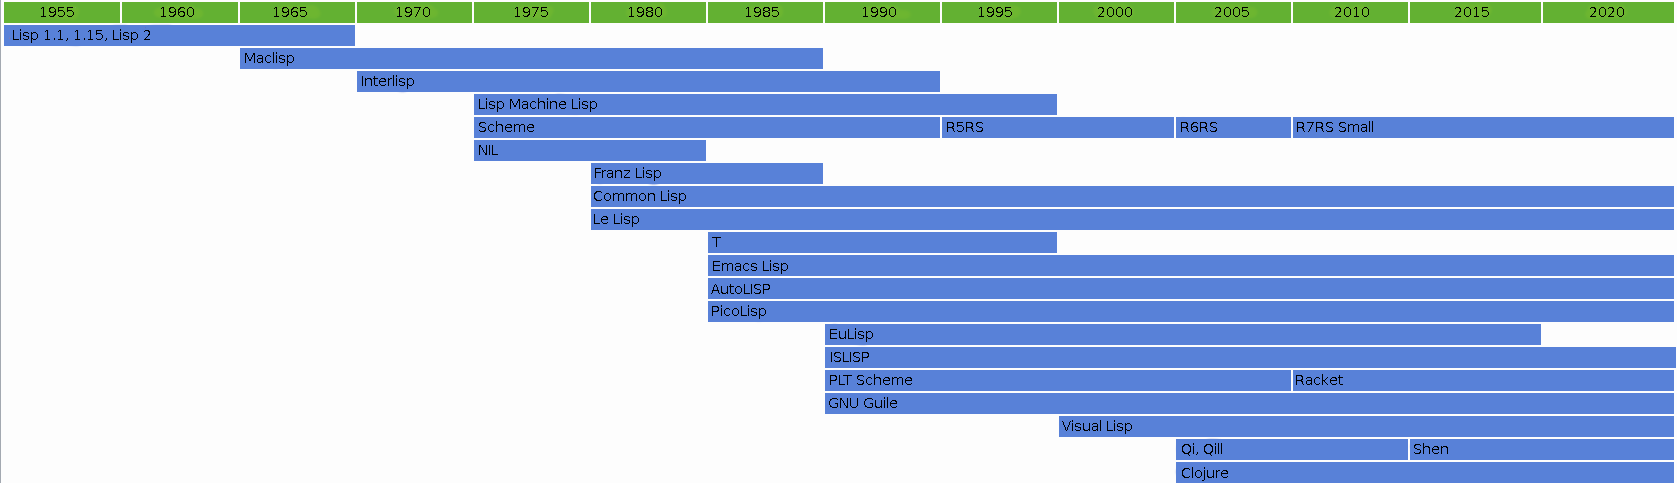 1955 1960 1965 1970 1975 1980 1985 1990 1995 2000 2005 2010 2015 2020
Lisp 1.1, 1.15, Lisp 2
Maclisp
Interlisp
Lisp Machine Lisp
Scheme R5RS R6RS R7RS Small
NIL
Franz Lisp
Common Lisp
Le Lisp
T
Emacs Lisp
AutoLISP
PicoLisp
EuLisp
ISLISP
PLT Scheme Racket
GNU Guile
Visual Lisp
Qi, Qill Shen
Clojure